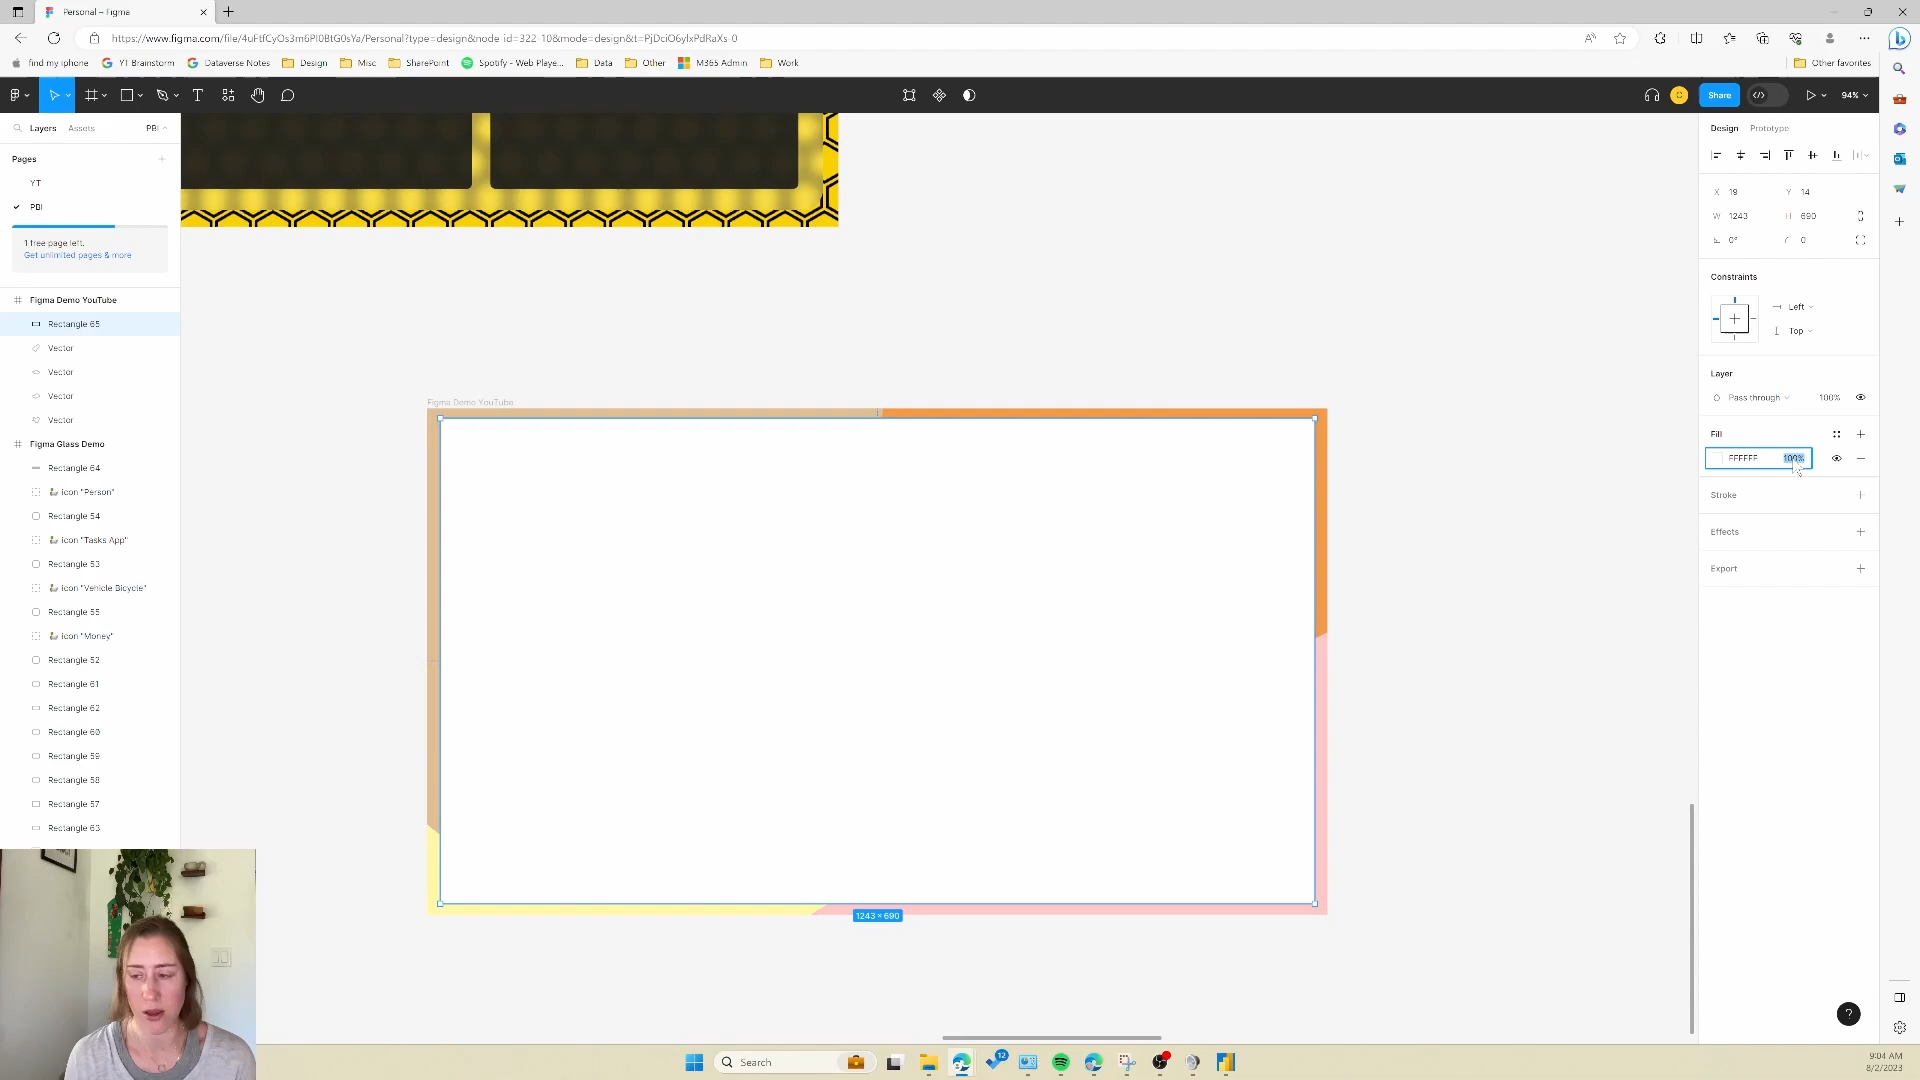 Personal – Figma
https://www.figma.com/file/4uFtfCyOs3m6Pl0BtG0sYa/Personal?type=design&node-id=322-10&mode=design&t=PjDciO6yIxPdRaXs-0
find my iphone
YT Brainstorm
Dataverse Notes
Design
Misc
SharePoint
Spotify - Web Playe...
Data
Other
M365 Admin
Work
Other favorites
Share
94%
Layers
Assets
PBI
Pages
YT
PBI
1 free page left.
Get unlimited pages & more
Figma Demo YouTube
Rectangle 65
Vector
Vector
Vector
Vector
Figma Glass Demo
Rectangle 64
icon "Person"
Rectangle 54
icon "Tasks App"
Rectangle 53
icon "Vehicle Bicycle"
Rectangle 55
icon "Money"
Rectangle 52
Rectangle 61
Rectangle 62
Rectangle 60
Rectangle 59
Rectangle 58
Rectangle 57
Rectangle 63
Figma Demo YouTube
1243 × 690
Design
Prototype
X 19
Y 14
W 1243
H 690
0°
0
Constraints
Left
Top
Layer
Pass through
100%
Fill
FFFFFF
100%
Stroke
Effects
Export
?
Search
12
9:04 AM
8/2/2023